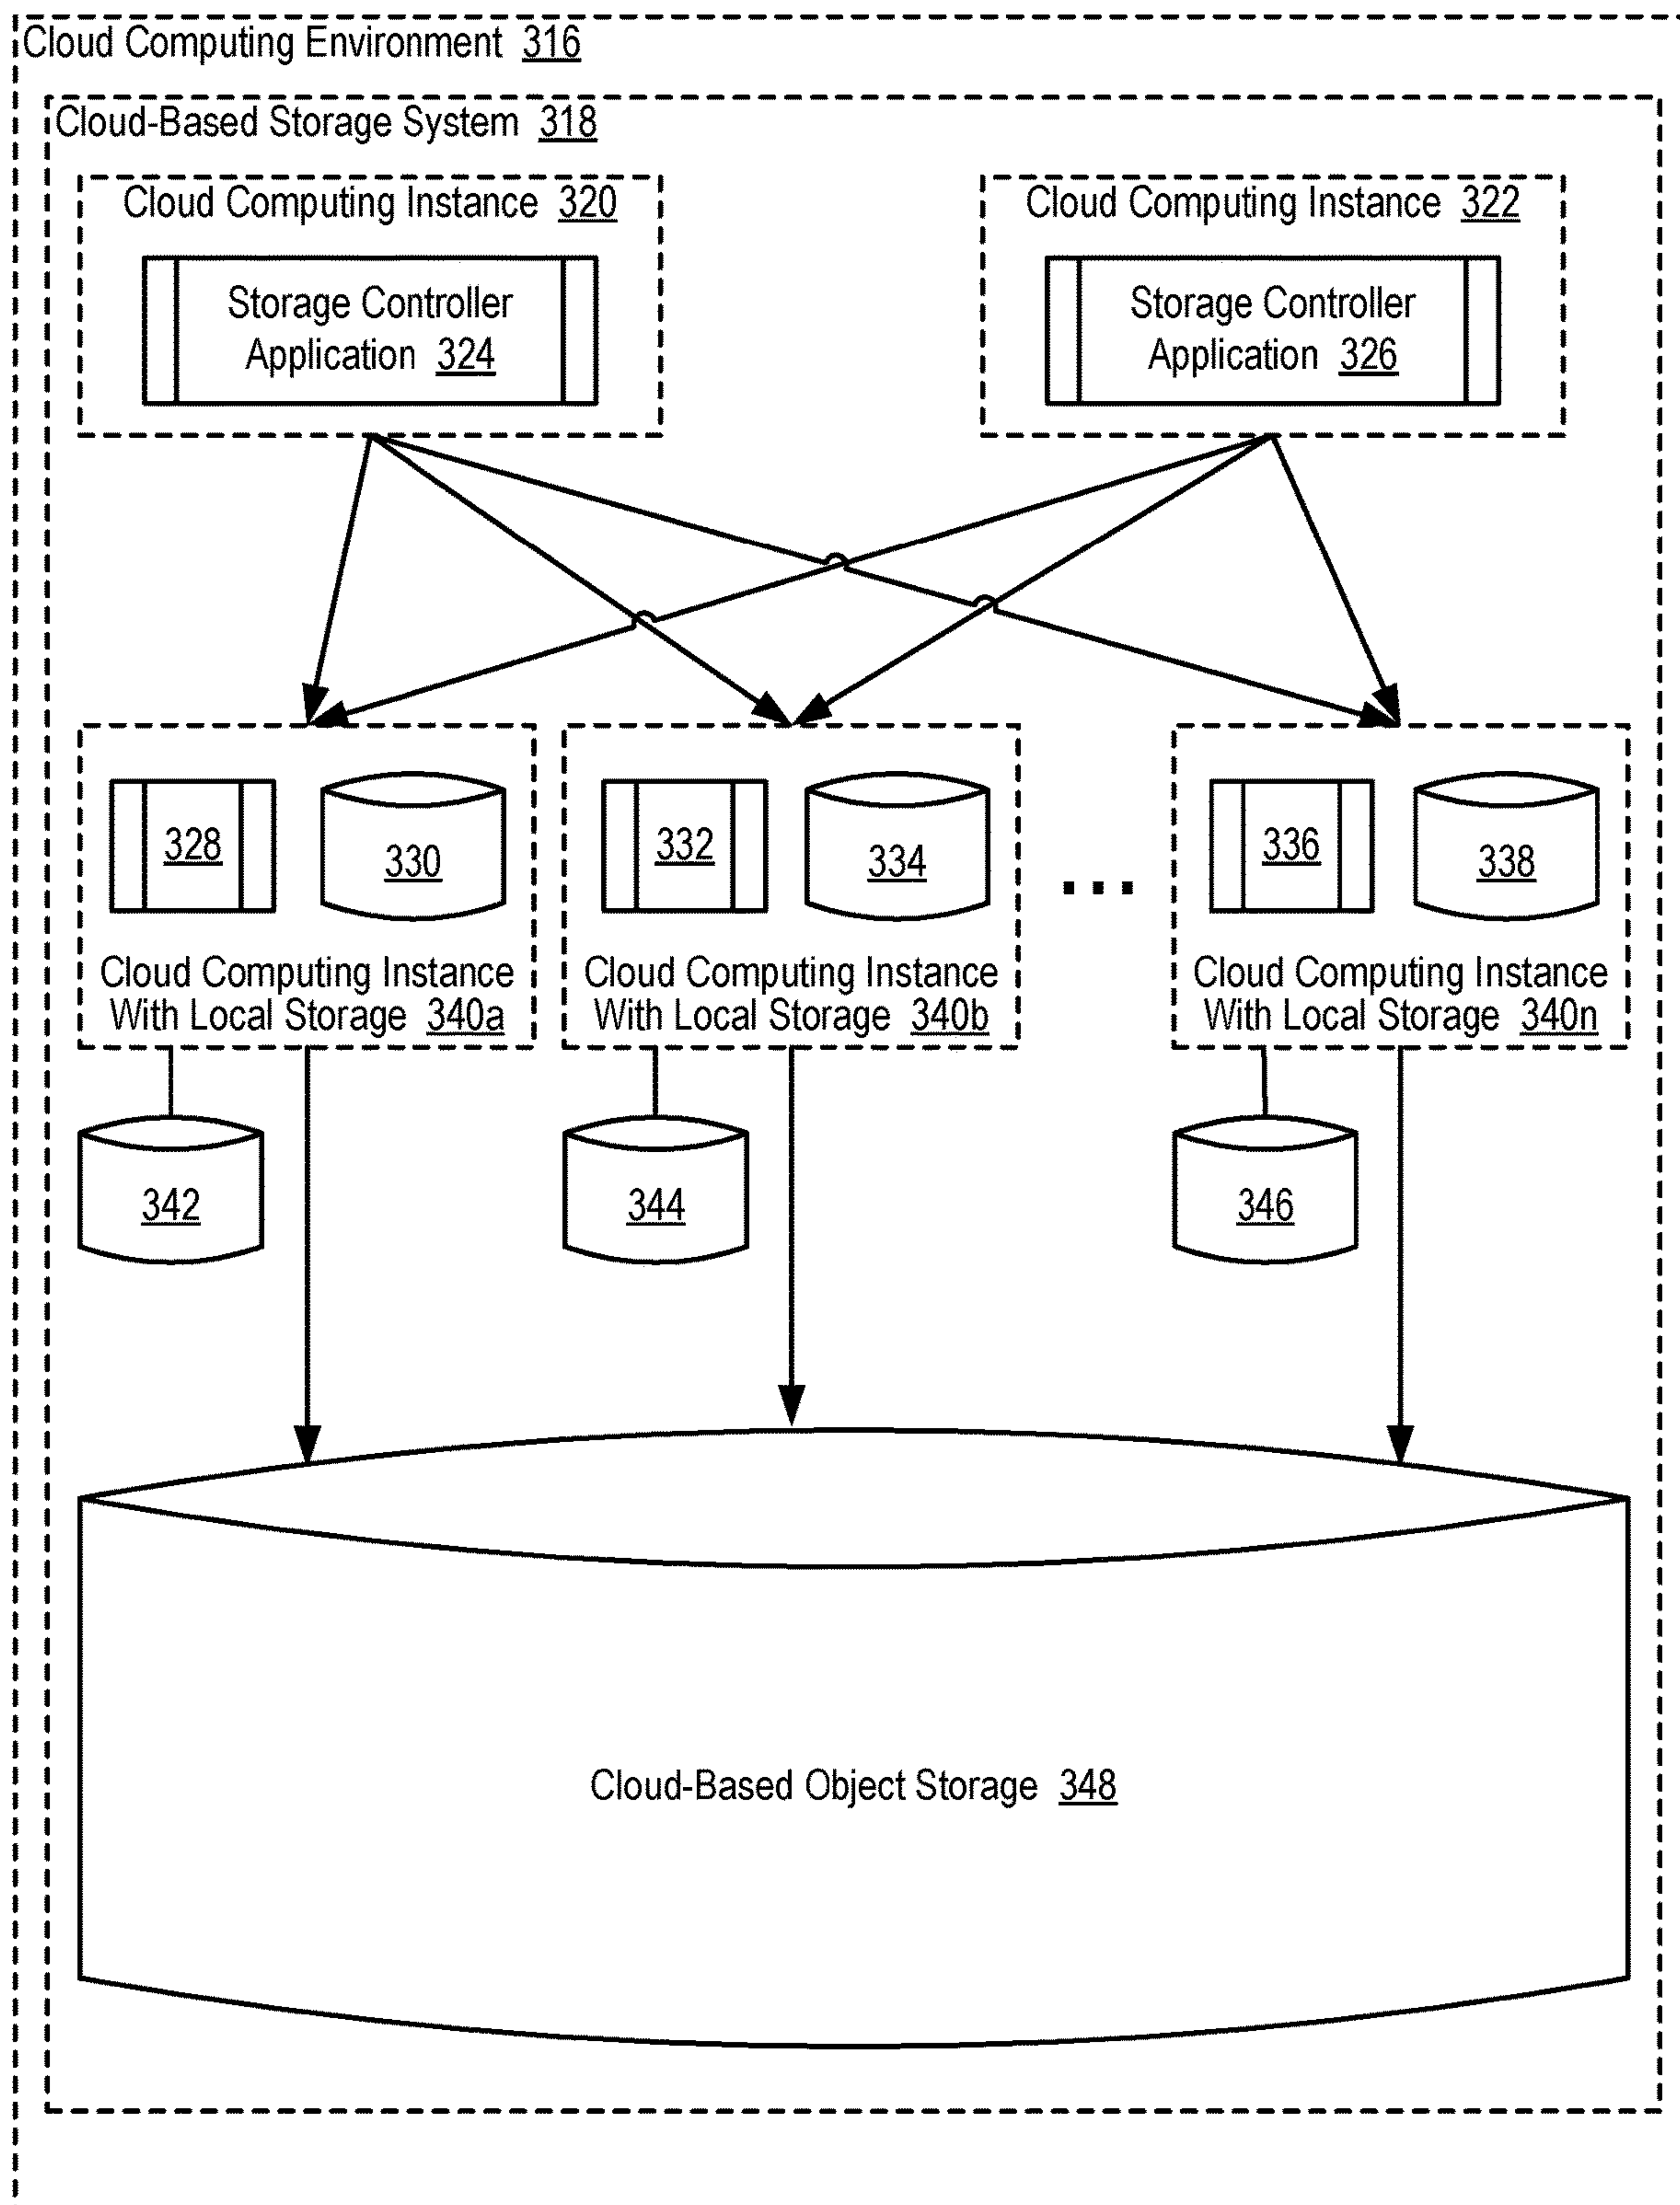 Cloud Computing Environment 316
Cloud-Based Storage System 318
Cloud Computing Instance 320
Storage Controller
Application 324
Cloud Computing Instance 322
Storage Controller
Application 326
328
330
Cloud Computing Instance
With Local Storage 340a
332
334
Cloud Computing Instance
With Local Storage 340b
...
336
338
Cloud Computing Instance
With Local Storage 340n
342
344
346
Cloud-Based Object Storage 348